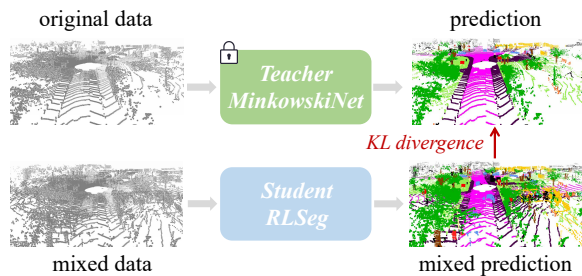 original data
prediction
Teacher
MinkowskiNet
KL divergence
Student
RLSeg
mixed data
mixed prediction